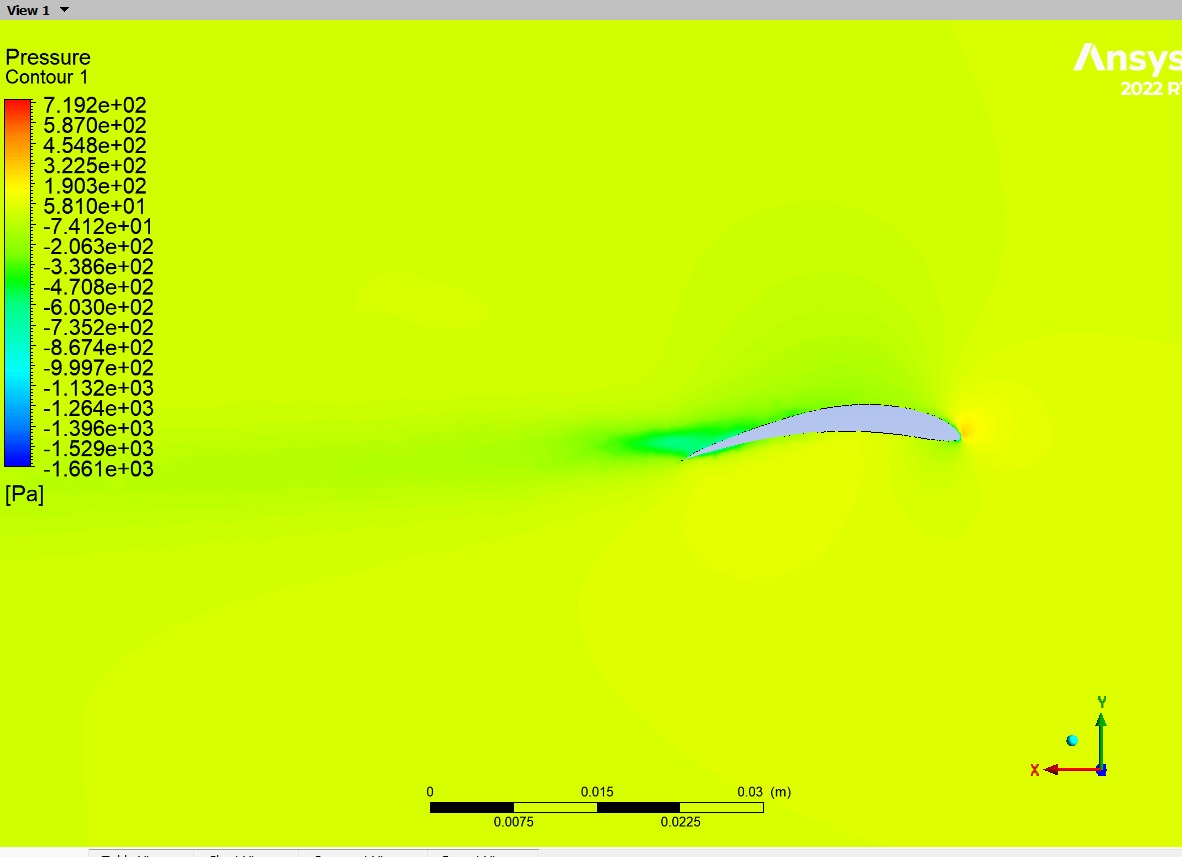 View 1
Pressure
Contour 1
7.192e+02
5.870e+02
4.548e+02
3.225e+02
1.903e+02
5.810e+01
-7.412e+01
-2.063e+02
-3.386e+02
-4.708e+02
-6.030e+02
-7.352e+02
-8.674e+02
-9.997e+02
-1.132e+03
-1.264e+03
-1.396e+03
-1.529e+03
-1.661e+03
[Pa]
Ansys
2022
Y
X
0 0.015 0.03 (m)
0.0075 0.0225